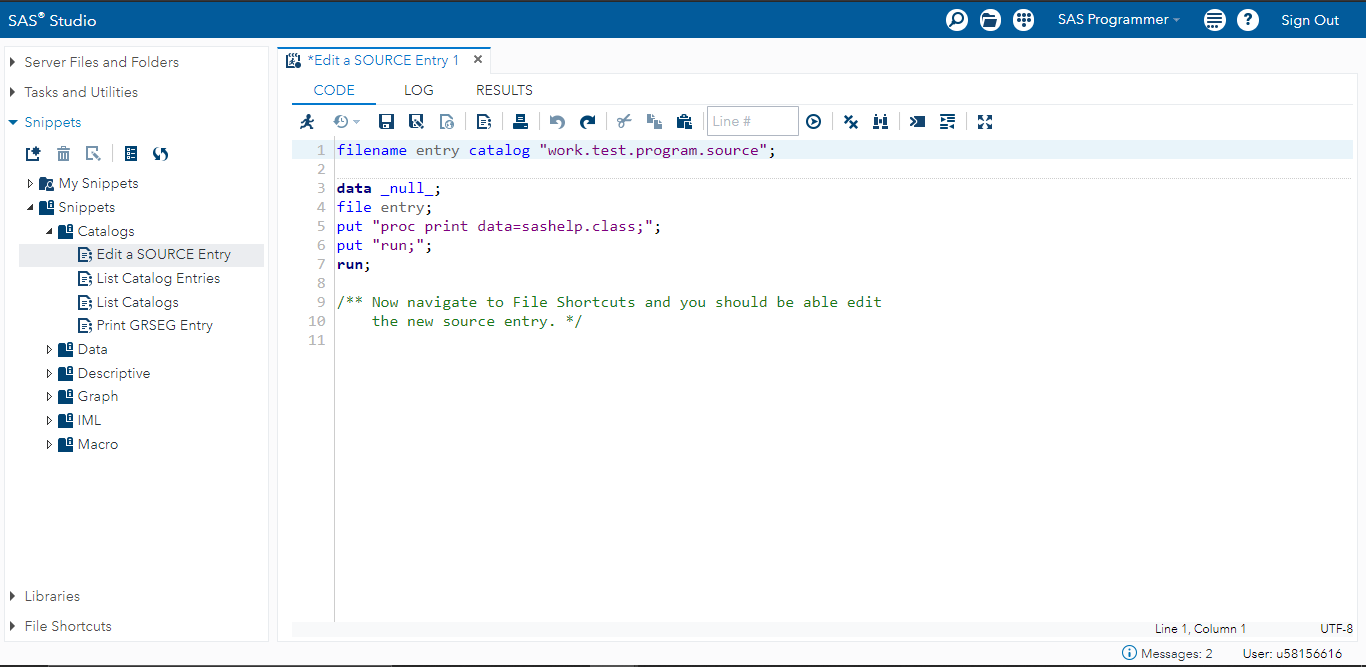 SAS® Studio
SAS Programmer
Sign Out
Server Files and Folders
Tasks and Utilities
Snippets
My Snippets
Snippets
Catalogs
Edit a SOURCE Entry
List Catalog Entries
List Catalogs
Print GRSEG Entry
Data
Descriptive
Graph
IML
Macro
Libraries
File Shortcuts
*Edit a SOURCE Entry 1
CODE LOG RESULTS
Line #
1 filename entry catalog "work.test.program.source";
2
3 data _null_;
4 file entry;
5 put "proc print data=sashelp.class;";
6 put "run;";
7 run;
8
9 /** Now navigate to File Shortcuts and you should be able edit
10 the new source entry. */
11
Line 1, Column 1
UTF-8
Messages: 2
User: u58156616